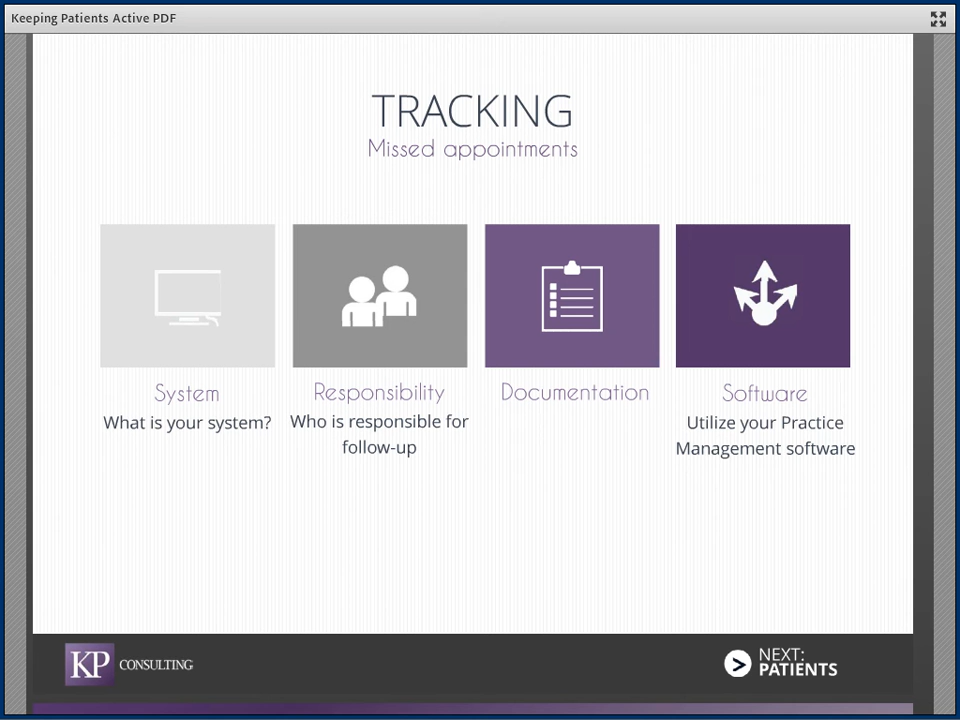 Keeping Patients Active PDF
TRACKING
Missed appointments
System
What is your system?
Responsibility
Who is responsible for
follow-up
Documentation
Software
Utilize your Practice
Management software
KP CONSULTING
NEXT:
PATIENTS